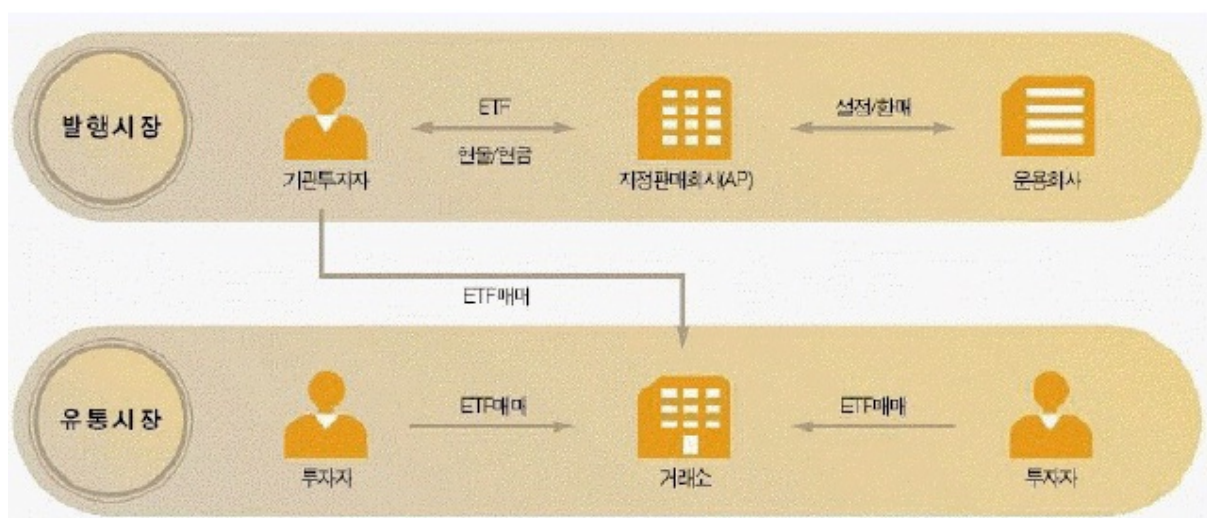 발행시장
ETF
현물/현금
설정/환매
기관투자자
지정판매회사(AP)
운용회사
ETF매매
유통시장
ETF매매
ETF매매
투자자
거래소
투자자